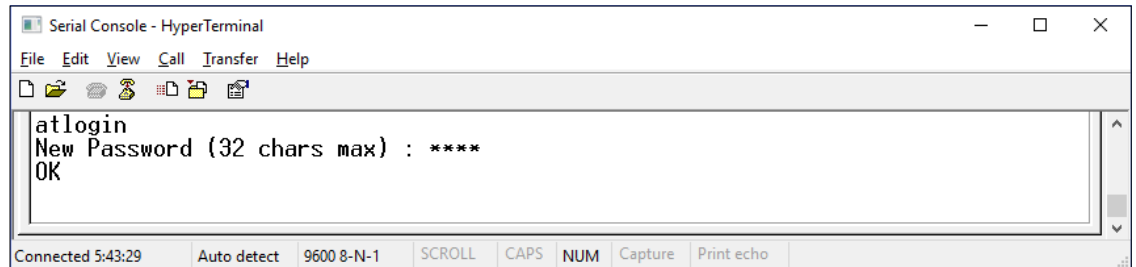 Serial Console - HyperTerminal
File Edit View Call Transfer Help
atlogin
New Password (32 chars max) : ****
OK
Connected 5:43:29 Auto detect 9600 8-N-1 SCROLL CAPS NUM Capture Print echo